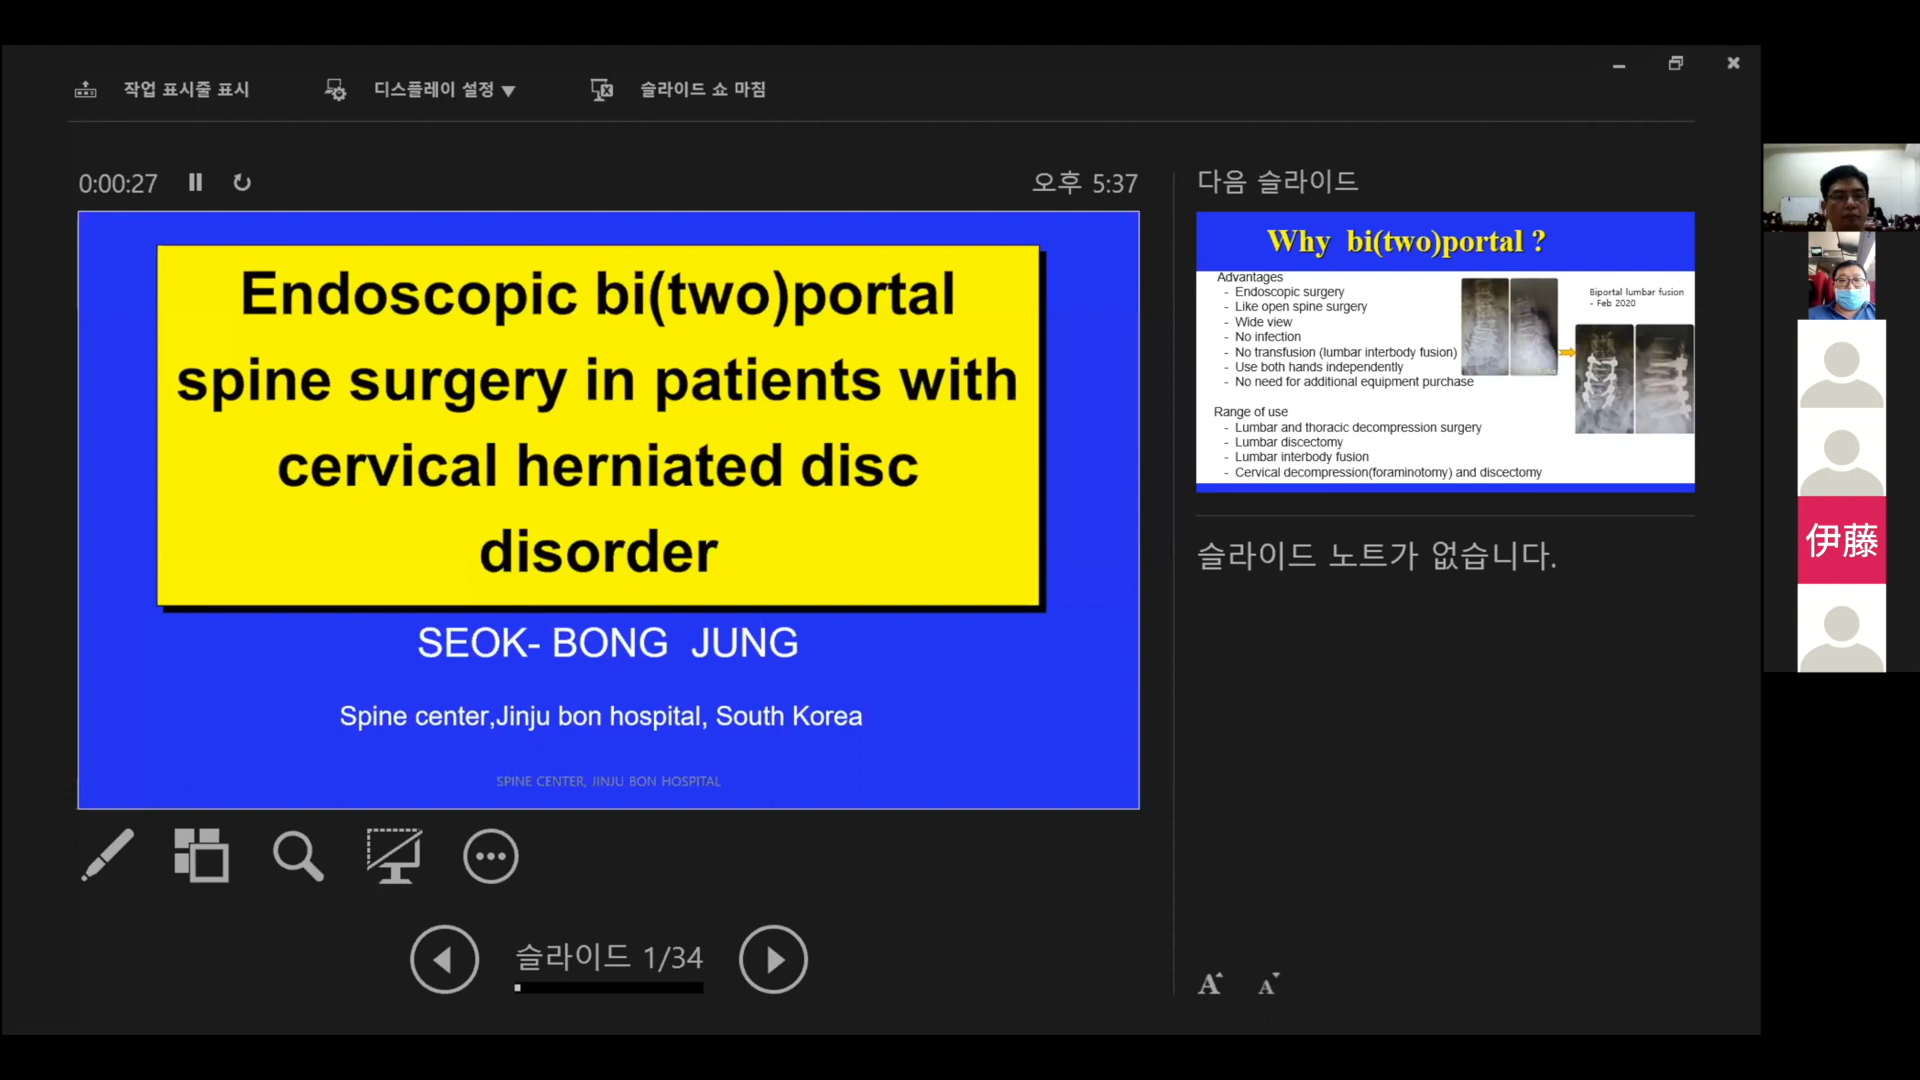 작업 표시줄 표시
디스플레이 설정 ▼
슬라이드 쇼 마침
0:00:27
오후 5:37
Endoscopic bi(two)portal
spine surgery in patients with
cervical herniated disc
disorder
SEOK- BONG JUNG
Spine center,Jinju bon hospital, South Korea
SPINE CENTER, JINJU BON HOSPITAL
슬라이드 1/34
다음 슬라이드
Why bi(two)portal ?
Advantages
- Endoscopic surgery
- Like open spine surgery
- Wide view
- No infection
- No transfusion (lumbar interbody fusion)
- Use both hands independently
- No need for additional equipment purchase
Biportal lumbar fusion
- Feb 2020
Range of use
- Lumbar and thoracic decompression surgery
- Lumbar discectomy
- Lumbar interbody fusion
- Cervical decompression(foraminotomy) and discectomy
슬라이드 노트가 없습니다.
A A
伊藤